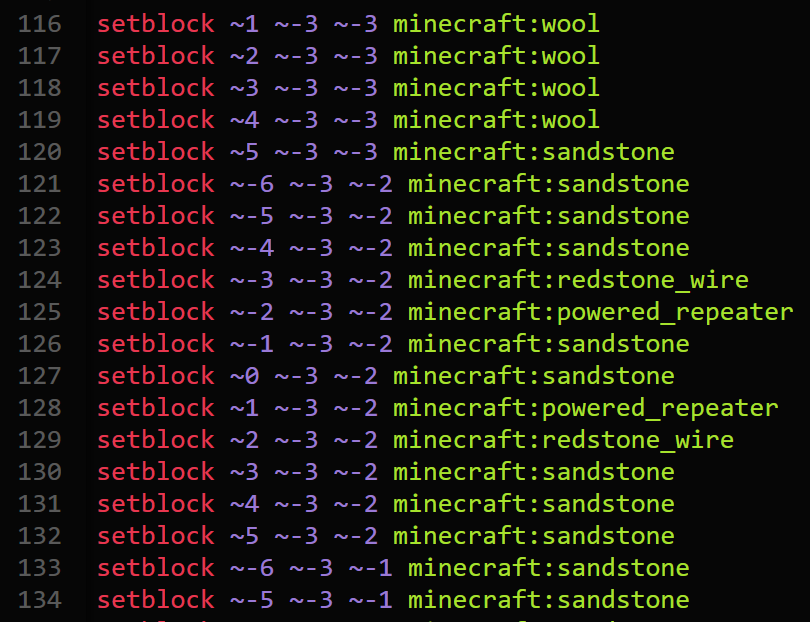 116 setblock ~1 ~-3 ~-3 minecraft:wool
117 setblock ~2 ~-3 ~-3 minecraft:wool
118 setblock ~3 ~-3 ~-3 minecraft:wool
119 setblock ~4 ~-3 ~-3 minecraft:wool
120 setblock ~5 ~-3 ~-3 minecraft:sandstone
121 setblock ~-6 ~-3 ~-2 minecraft:sandstone
122 setblock ~-5 ~-3 ~-2 minecraft:sandstone
123 setblock ~-4 ~-3 ~-2 minecraft:sandstone
124 setblock ~-3 ~-3 ~-2 minecraft:redstone_wire
125 setblock ~-2 ~-3 ~-2 minecraft:powered_repeater
126 setblock ~-1 ~-3 ~-2 minecraft:sandstone
127 setblock ~0 ~-3 ~-2 minecraft:sandstone
128 setblock ~1 ~-3 ~-2 minecraft:powered_repeater
129 setblock ~2 ~-3 ~-2 minecraft:redstone_wire
130 setblock ~3 ~-3 ~-2 minecraft:sandstone
131 setblock ~4 ~-3 ~-2 minecraft:sandstone
132 setblock ~5 ~-3 ~-2 minecraft:sandstone
133 setblock ~-6 ~-3 ~-1 minecraft:sandstone
134 setblock ~-5 ~-3 ~-1 minecraft:sandstone